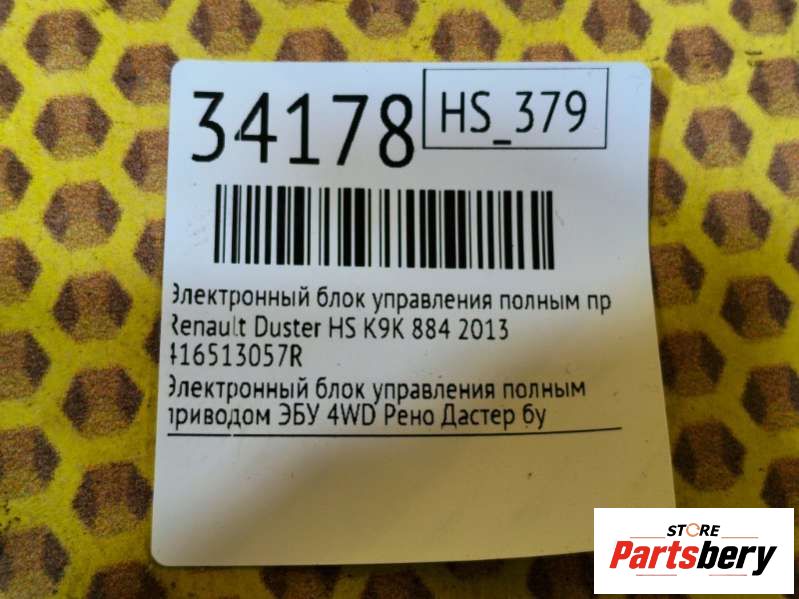 34178
HS_379
Электронный блок управления полным пр
Renault Duster HS K9K 884 2013
416513057R
Электронный блок управления полным
приводом ЭБУ 4WD Рено Дастер бу
STORE
Partsbery